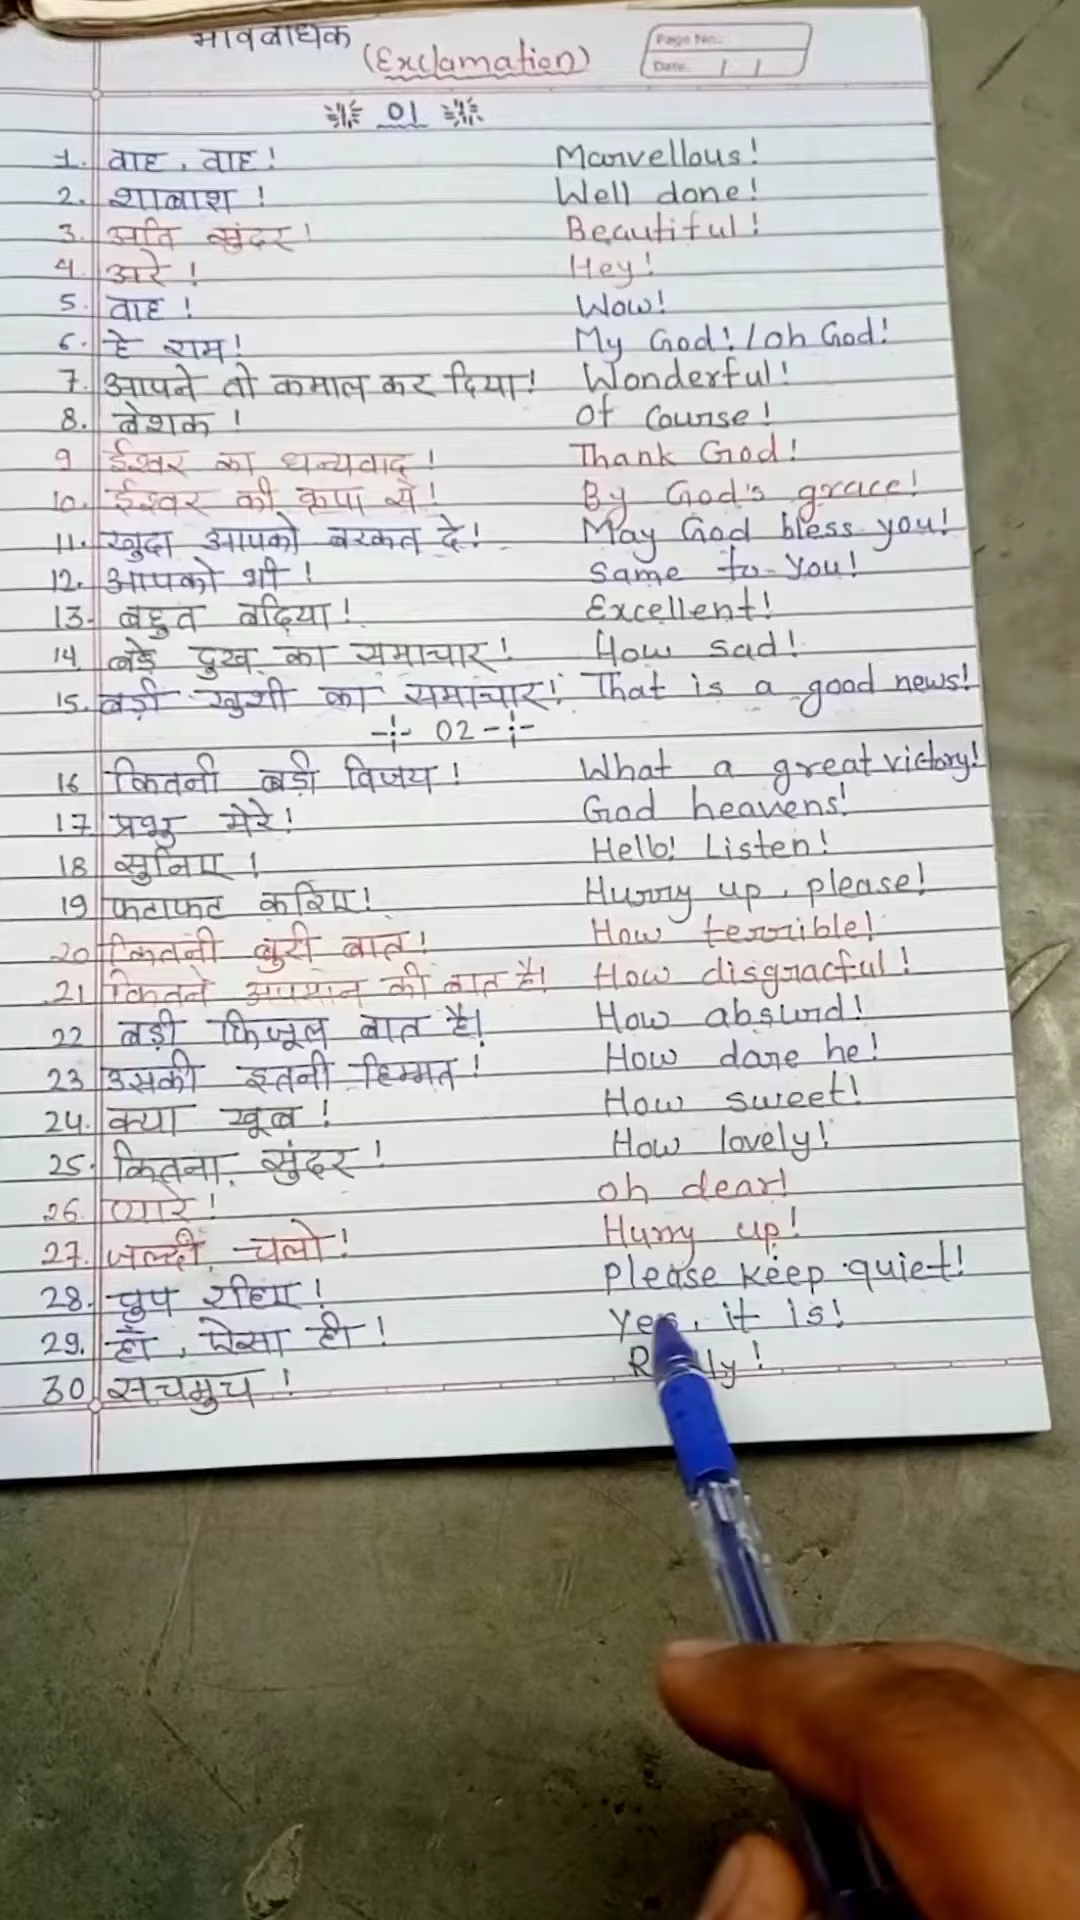 भावबोधक (Exclamation)
Page No.:
Date: / /
01
1. वाह, वाह! Marvellous!
2. शाबाश! Well done!
3. अति सुंदर! Beautiful!
4. अरे! Hey!
5. वाह! Wow!
6. हे राम! My God!/oh God!
7. आपने तो कमाल कर दिया! Wonderful!
8. बेशक! Of Course!
9 ईश्वर का धन्यवाद! Thank God!
10. ईश्वर की कृपा से! By God's grace!
11. खुदा आपको बरकत दे! May God bless you!
12. आपको भी! Same to you!
13. बहुत बढ़िया! Excellent!
14. बड़े दुख का समाचार! How sad!
15. बड़ी खुशी का समाचार! That is a good news!
02
16 कितनी बड़ी विजय! What a great victory!
17 प्रभु मेरे! God heavens!
18 सुनिए! Hello! Listen!
19 फटाफट करिए! Hurry up, please!
20 कितनी बुरी बात! How terrible!
21 कितने अपमान की बात है। How disgracful!
22 बड़ी फिजूल बात है। How absurd!
23 उसकी इतनी हिम्मत! How dare he!
24. क्या खूब! How sweet!
25. कितना सुंदर! How lovely!
26. प्यारे! oh dear!
27. जल्दी चलो! Hurry up!
28. चुप रहिए! Please keep quiet!
29. हाँ, ऐसा ही! Yes, it is!
30 सचमुच!